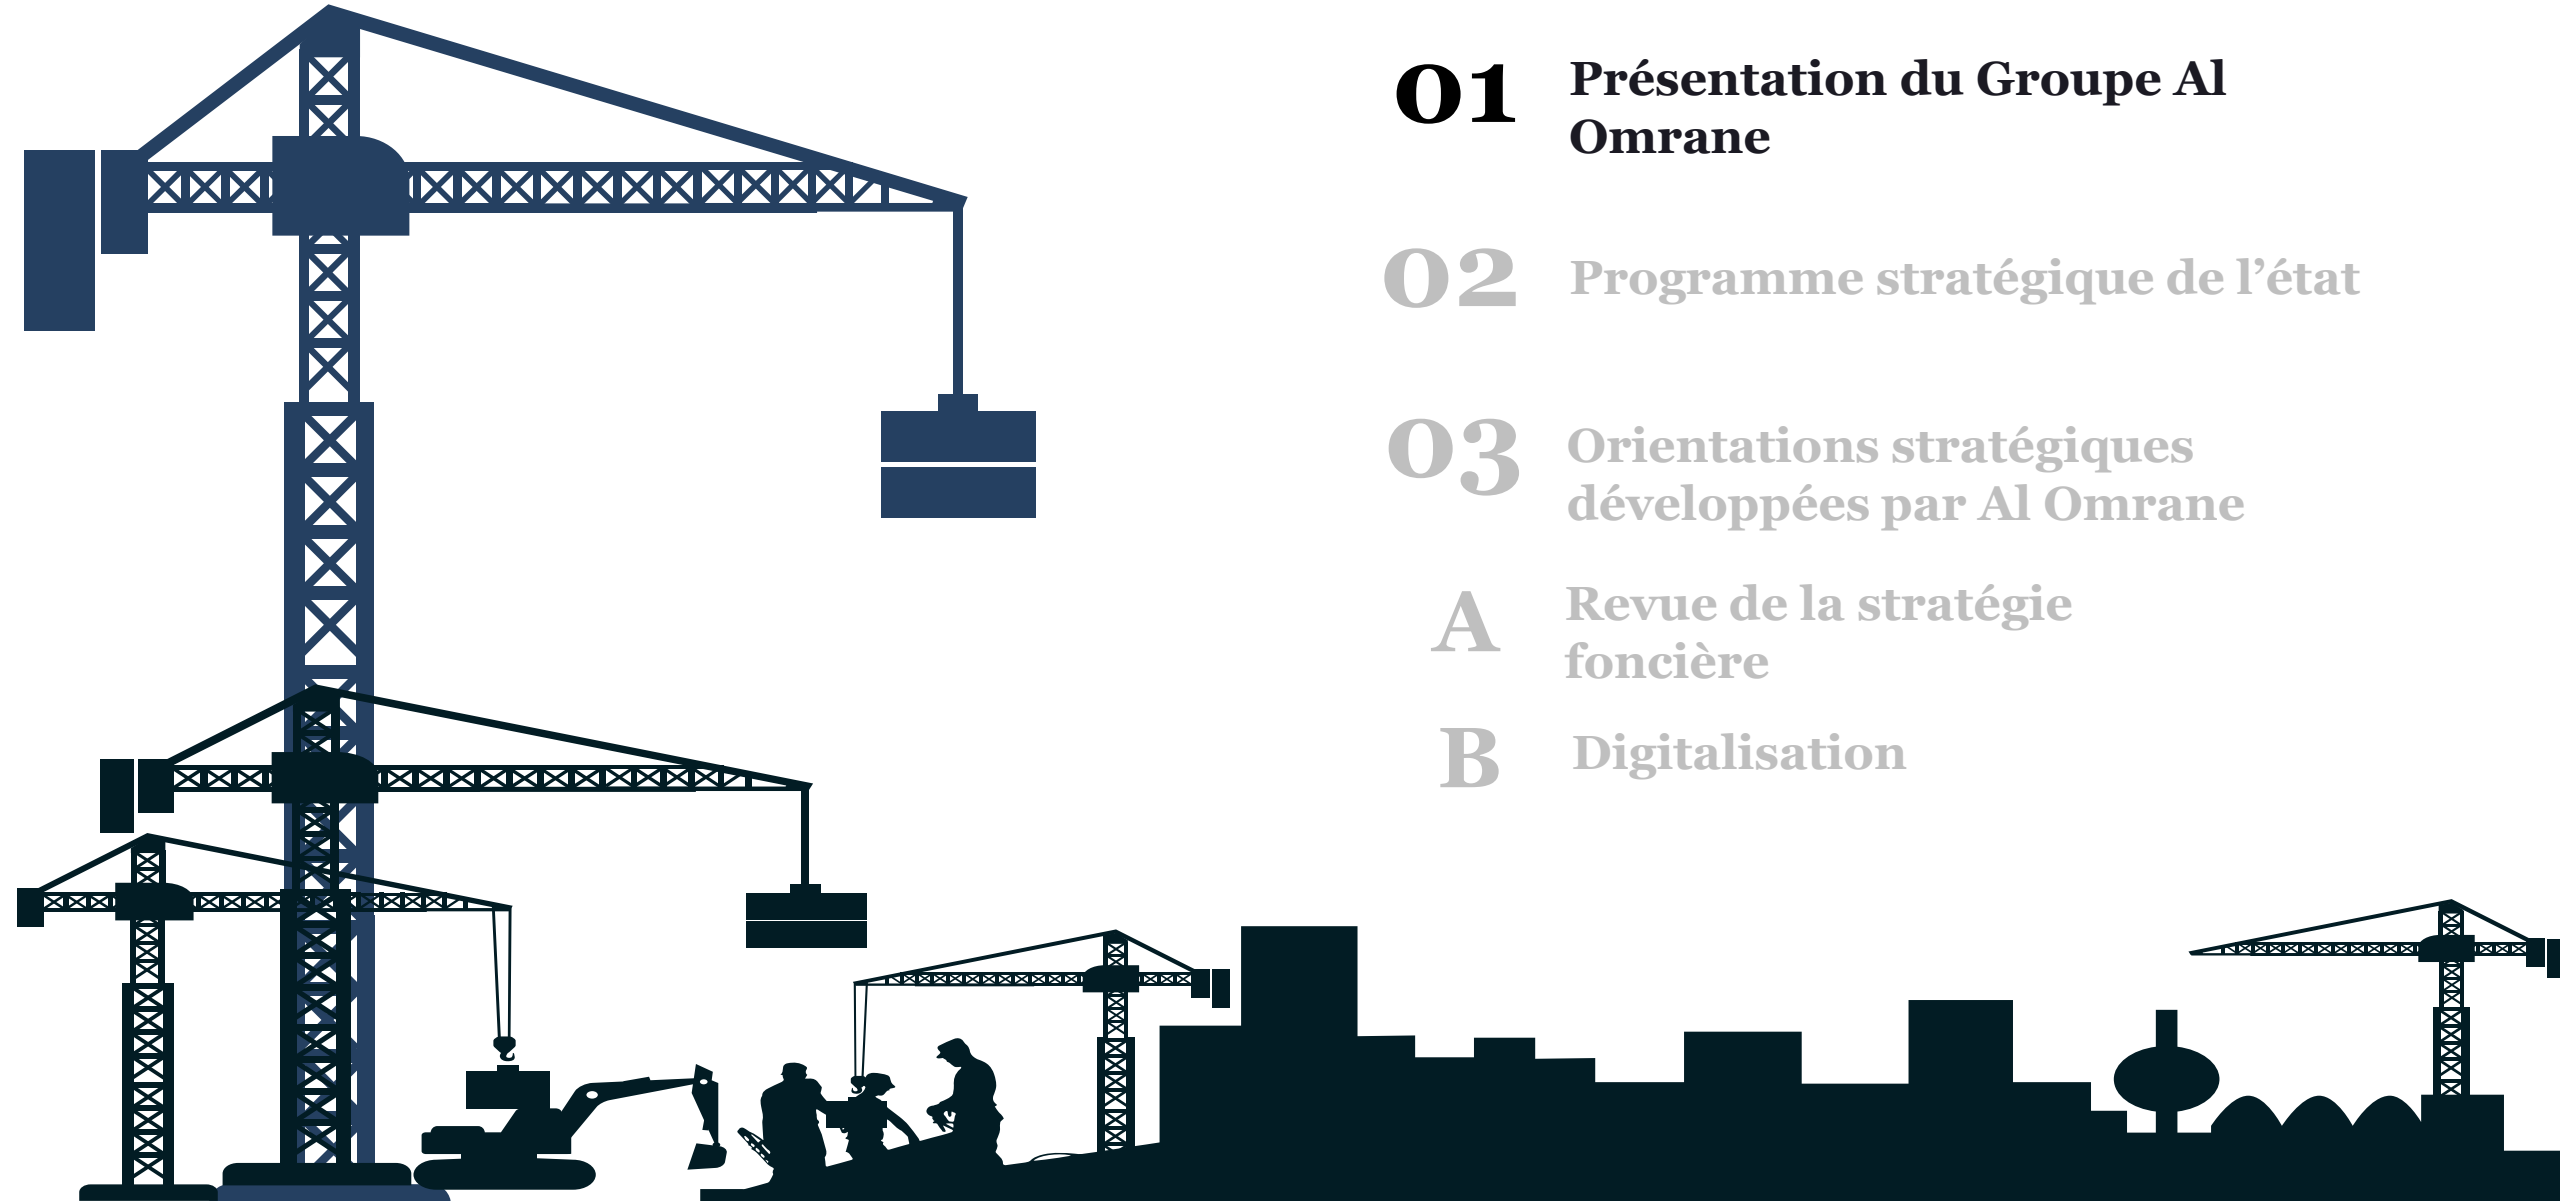 01 Présentation du Groupe Al
Omrane
02 Programme stratégique de l’état
03 Orientations stratégiques
développées par Al Omrane
A Revue de la stratégie
foncière
B Digitalisation